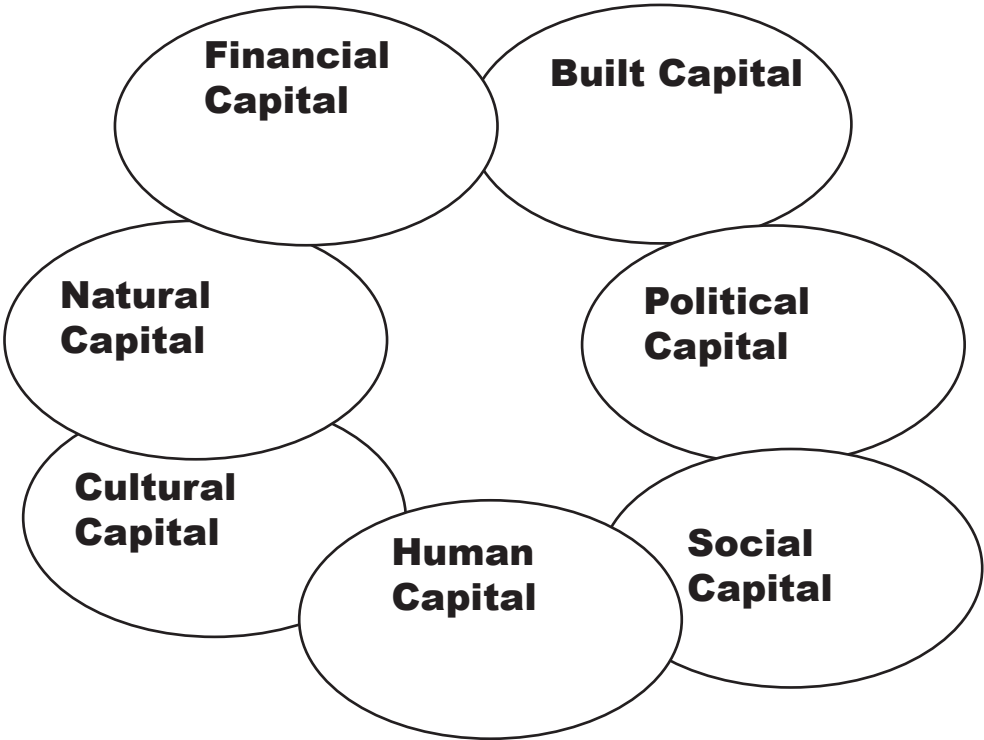 Financial
Capital
Built Capital
Natural
Capital
Political
Capital
Cultural
Capital
Human
Capital
Social
Capital